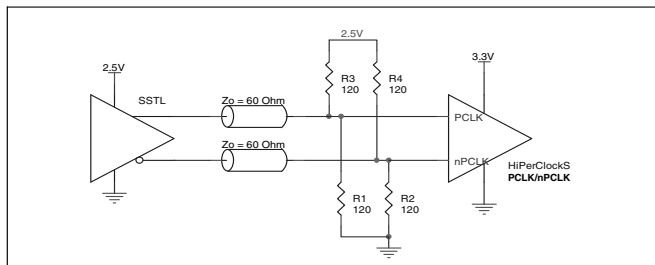 2.5V
3.3V
2.5V
SSTL
Zo = 60 Ohm
R3
120
R4
120
PCLK
Zo = 60 Ohm
nPCLK
HiPerClockS
PCLK/nPCLK
R1
120
R2
120